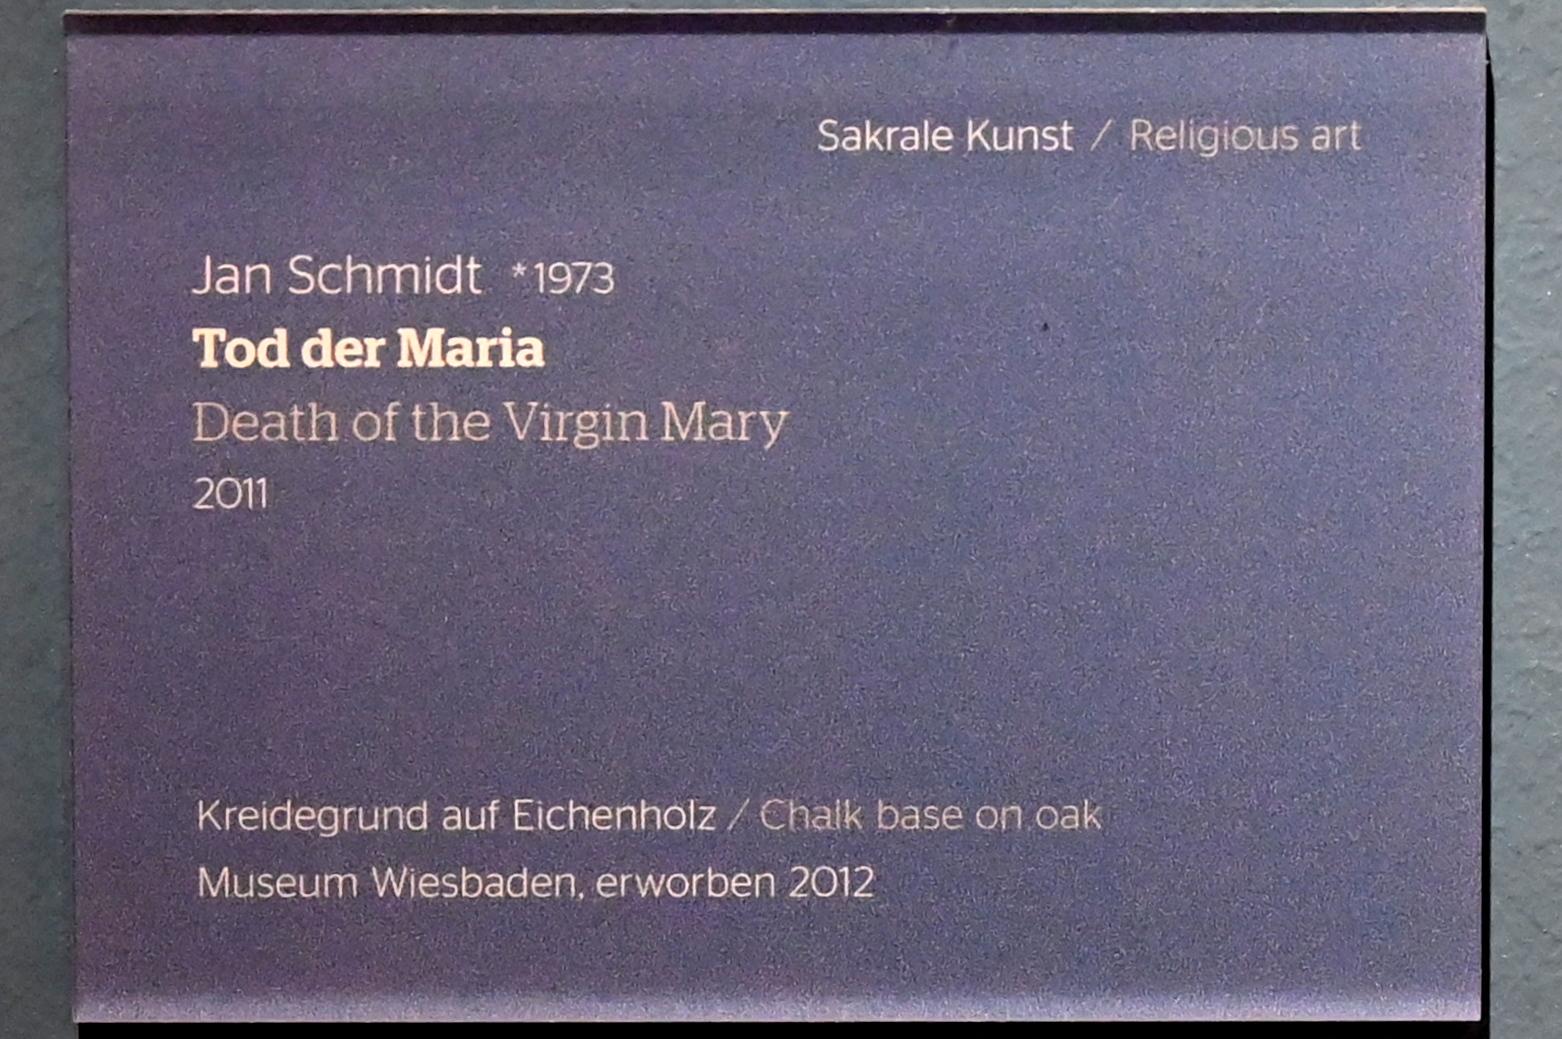 Sakrale Kunst / Religious art
Jan Schmidt *1973
Tod der Maria
Death of the Virgin Mary
2011
Kreidegrund auf Eichenholz / Chalk base on oak
Museum Wiesbaden, erworben 2012